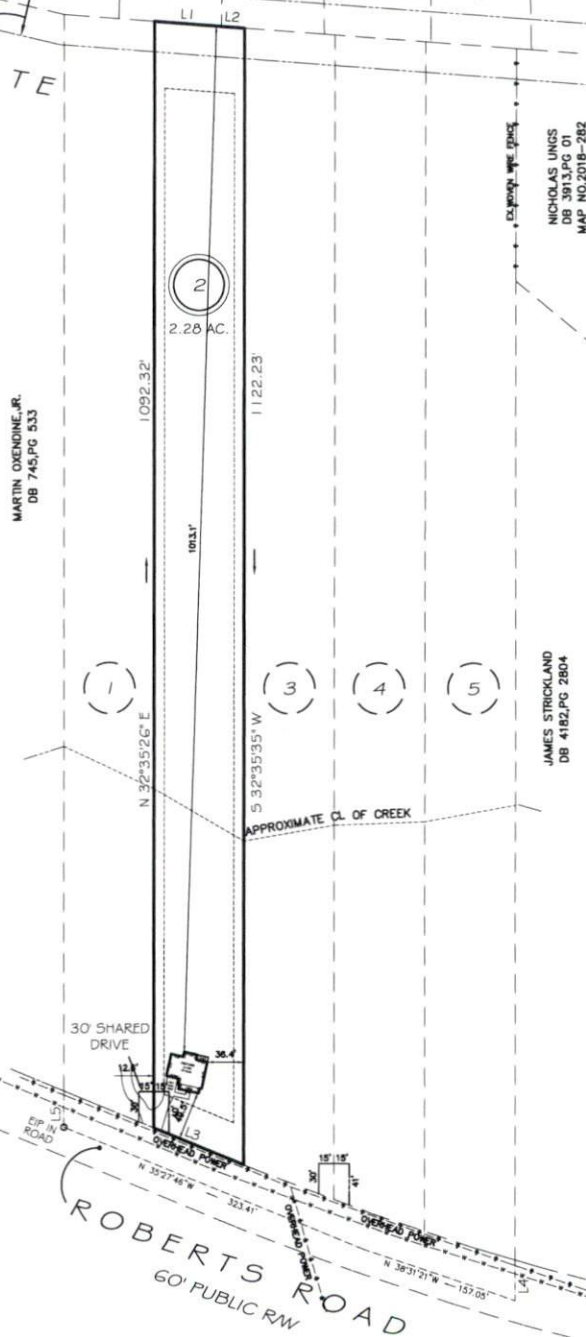 L1
L2
TE
EX.WOVEN WIRE FENCE
NICHOLAS UNGS
DB 3913,PG 01
MAP NO.2018-282
2
2.28 AC.
1092.32'
1122.23'
MARTIN OXENDINE,JR.
DB 745,PG 533
1013.1'
1
3
4
5
JAMES STRICKLAND
DB 4182,PG 2804
N 32°35'26" E
S 32°35'35" W
APPROXIMATE CL OF CREEK
30' SHARED
DRIVE
12.8'
36.4'
15'
15'
30'
L5
EIP IN
ROAD
L3
OVERHEAD POWER
N 35°27'46"W
323.41'
15'
15'
30'
41'
OVERHEAD POWER
OVERHEAD POWER
N 38°31'21"W
157.05'
L4
ROBERTS ROAD
60' PUBLIC R/W